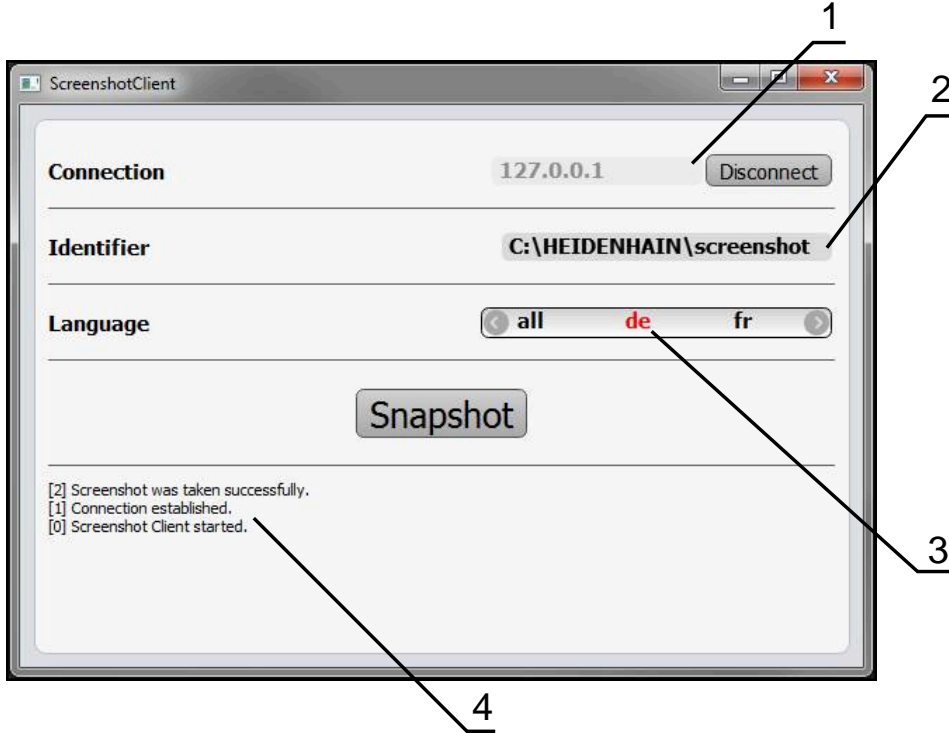 1
ScreenshotClient
2
Connection 127.0.0.1 Disconnect
Identifier C:\HEIDENHAIN\screenshot
Language all de fr
Snapshot
[2] Screenshot was taken successfully.
[1] Connection established.
[0] Screenshot Client started.
3
4